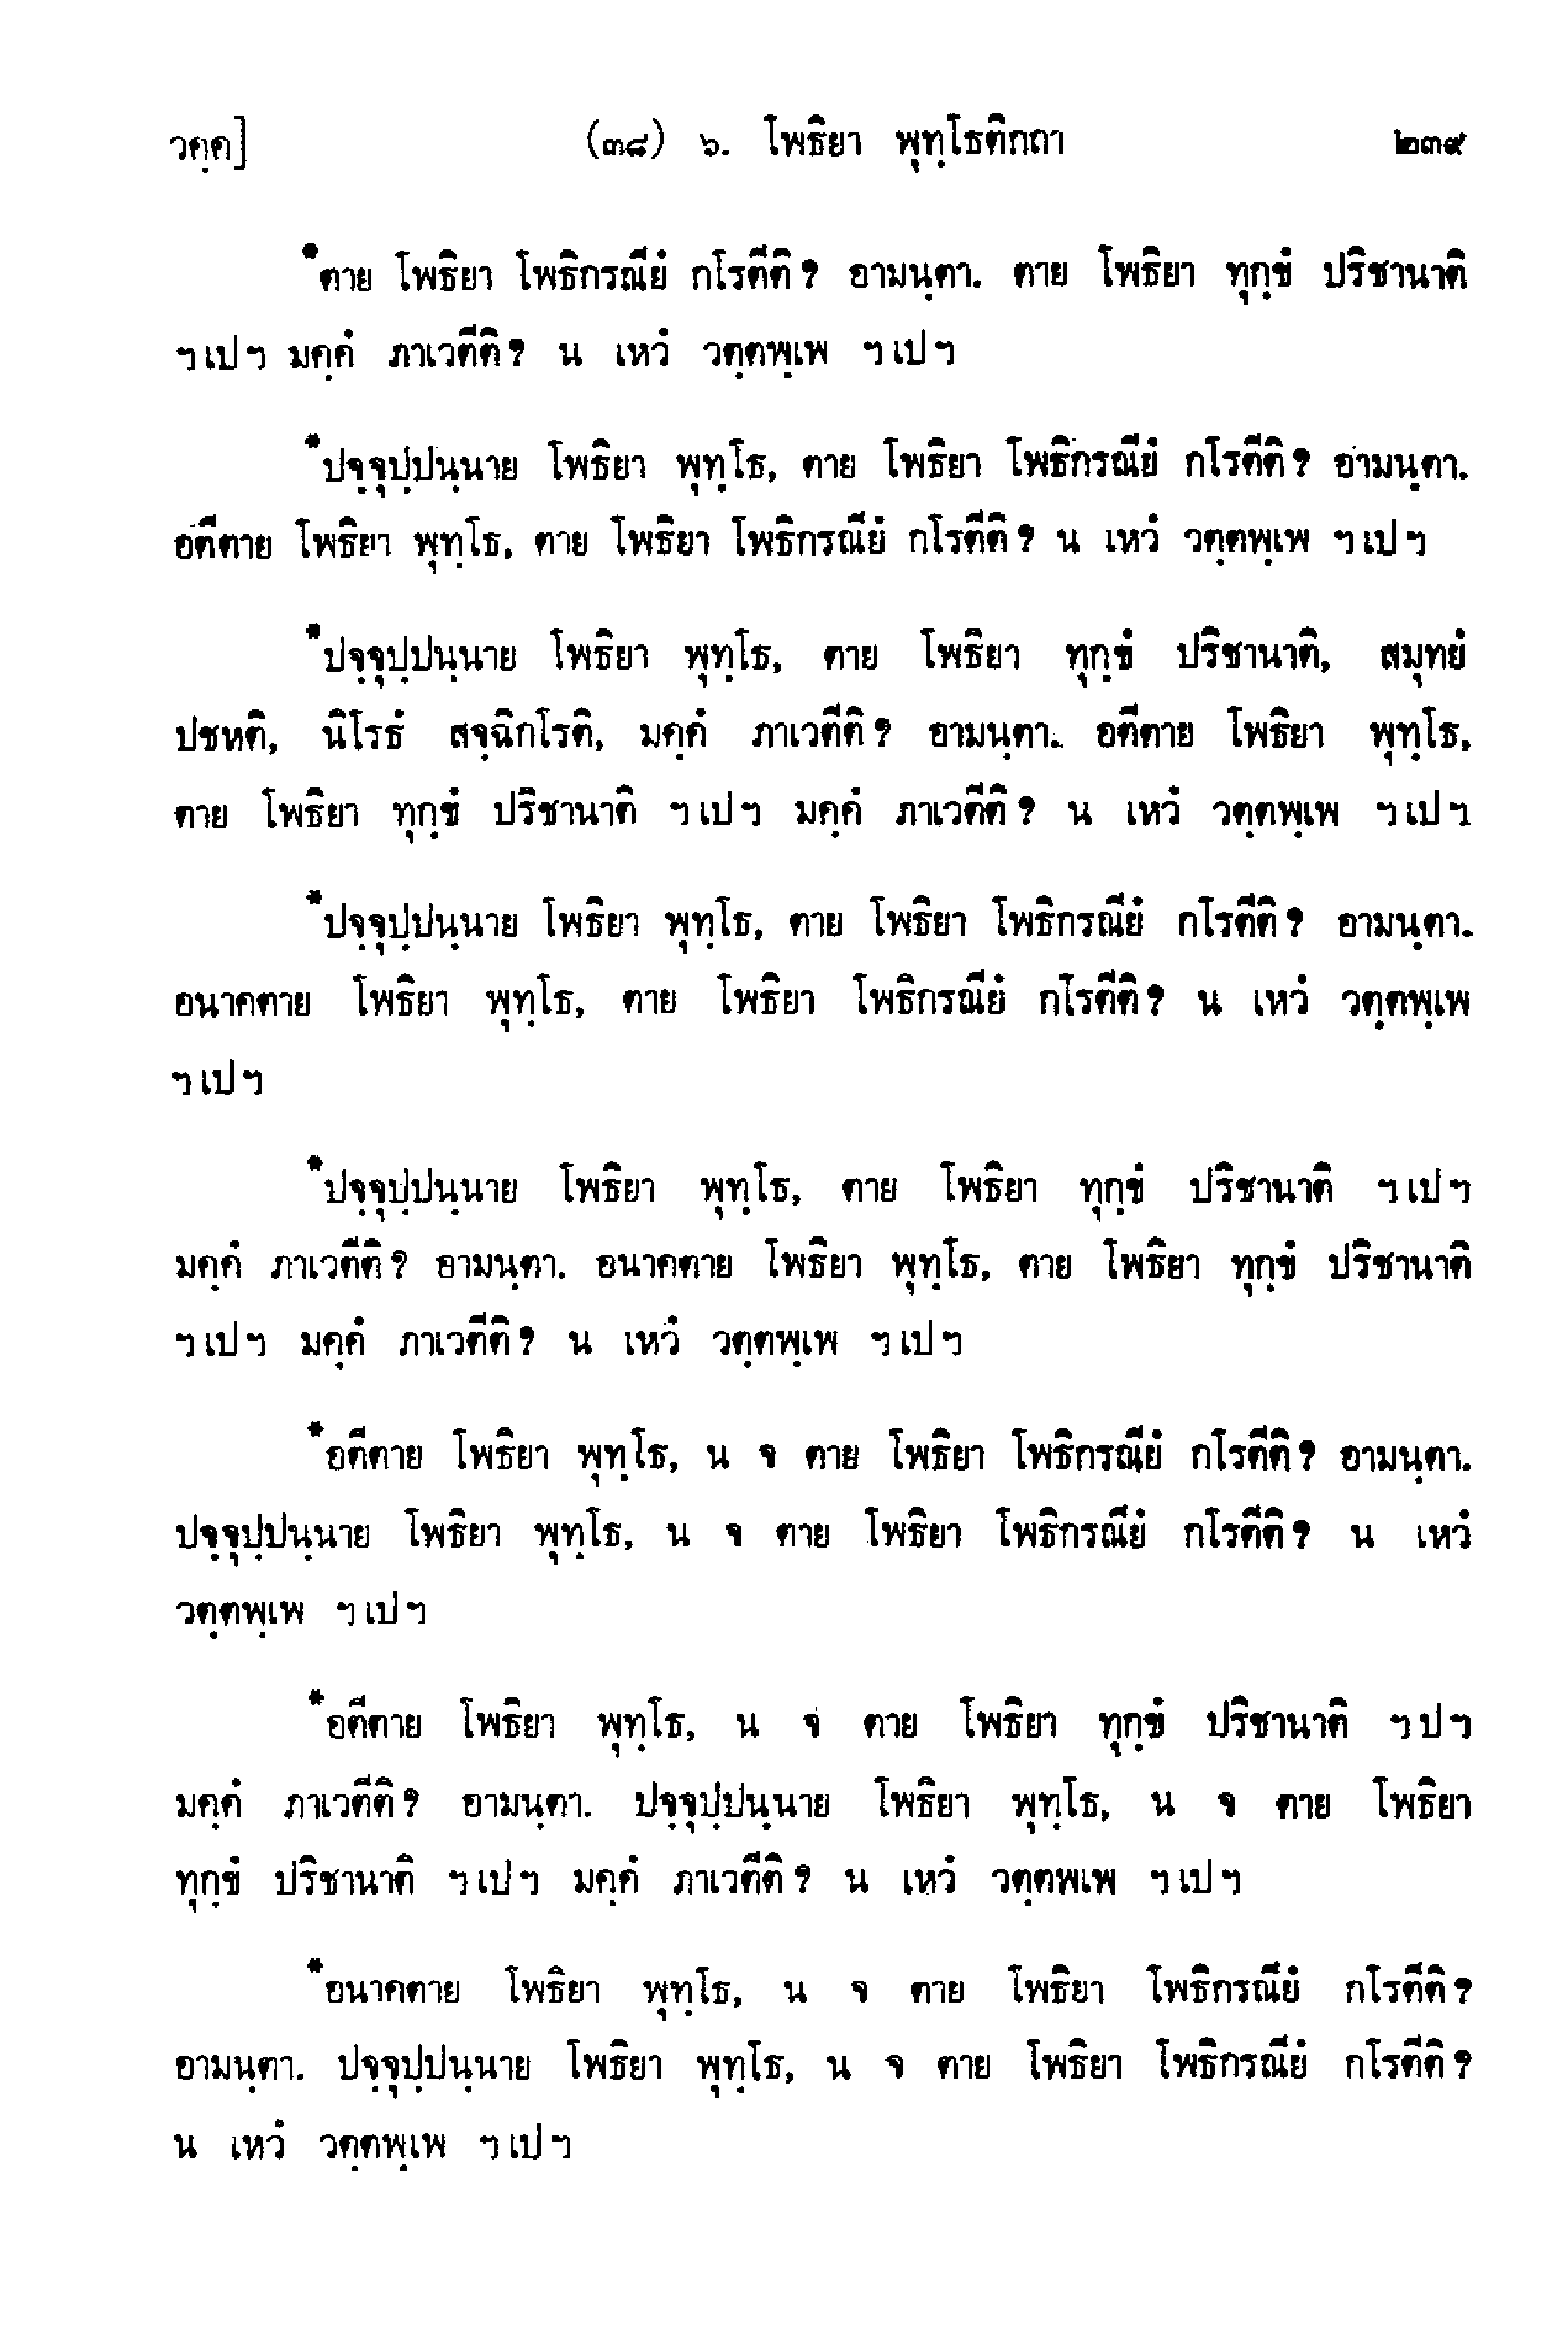 วคฺค]
(๓๘) ๖. โพธิยา พุทฺโธติกถา
๒๓๙
*ตาย โพธิยา โพธิกรณียํ กโรตีติ? อามนฺตา. ตาย โพธิยา ทุกฺขํ ปริชานาติ
ฯเปฯ มคฺคํ ภาเวตีติ? น เหวํ วตฺตพฺเพ ฯเปฯ
*ปจฺจุปฺปนฺนาย โพธิยา พุทฺโธ, ตาย โพธิยา โพธิกรณียํ กโรตีติ? อามนฺตา.
อตีตาย โพธิยา พุทฺโธ, ตาย โพธิยา โพธิกรณียํ กโรตีติ? น เหวํ วตฺตพฺเพ ฯเปฯ
*ปจฺจุปฺปนฺนาย โพธิยา พุทฺโธ, ตาย โพธิยา ทุกฺขํ ปริชานาติ, สมุทยํ
ปชหติ, นิโรธํ สจฺฉิกโรติ, มคฺคํ ภาเวตีติ? อามนฺตา. อตีตาย โพธิยา พุทฺโธ,
ตาย โพธิยา ทุกฺขํ ปริชานาติ ฯเปฯ มคฺคํ ภาเวตีติ? น เหวํ วตฺตพฺเพ ฯเปฯ
*ปจฺจุปฺปนฺนาย โพธิยา พุทฺโธ, ตาย โพธิยา โพธิกรณียํ กโรตีติ? อามนฺตา.
อนาคตาย โพธิยา พุทฺโธ, ตาย โพธิยา โพธิกรณียํ กโรตีติ? น เหวํ วตฺตพฺเพ
ฯเปฯ
*ปจฺจุปฺปนฺนาย โพธิยา พุทฺโธ, ตาย โพธิยา ทุกฺขํ ปริชานาติ ฯเปฯ
มคฺคํ ภาเวตีติ? อามนฺตา. อนาคตาย โพธิยา พุทฺโธ, ตาย โพธิยา ทุกฺขํ ปริชานาติ
ฯเปฯ มคฺคํ ภาเวตีติ? น เหวํ วตฺตพฺเพ ฯเปฯ
*อตีตาย โพธิยา พุทฺโธ, น จ ตาย โพธิยา โพธิกรณียํ กโรตีติ? อามนฺตา.
ปจฺจุปฺปนฺนาย โพธิยา พุทฺโธ, น จ ตาย โพธิยา โพธิกรณียํ กโรตีติ? น เหวํ
วตฺตพฺเพ ฯเปฯ
*อตีตาย โพธิยา พุทฺโธ, น จ ตาย โพธิยา ทุกฺขํ ปริชานาติ ฯปฯ
มคฺคํ ภาเวตีติ? อามนฺตา. ปจฺจุปฺปนฺนาย โพธิยา พุทฺโธ, น จ ตาย โพธิยา
ทุกฺขํ ปริชานาติ ฯเปฯ มคฺคํ ภาเวตีติ? น เหวํ วตฺตพเพ ฯเปฯ
*อนาคตาย โพธิยา พุทฺโธ, น จ ตาย โพธิยา โพธิกรณียํ กโรตีติ?
อามนฺตา. ปจฺจุปฺปนฺนาย โพธิยา พุทฺโธ, น จ ตาย โพธิยา โพธิกรณียํ กโรตีติ?
น เหวํ วตฺตพฺเพ ฯเปฯ